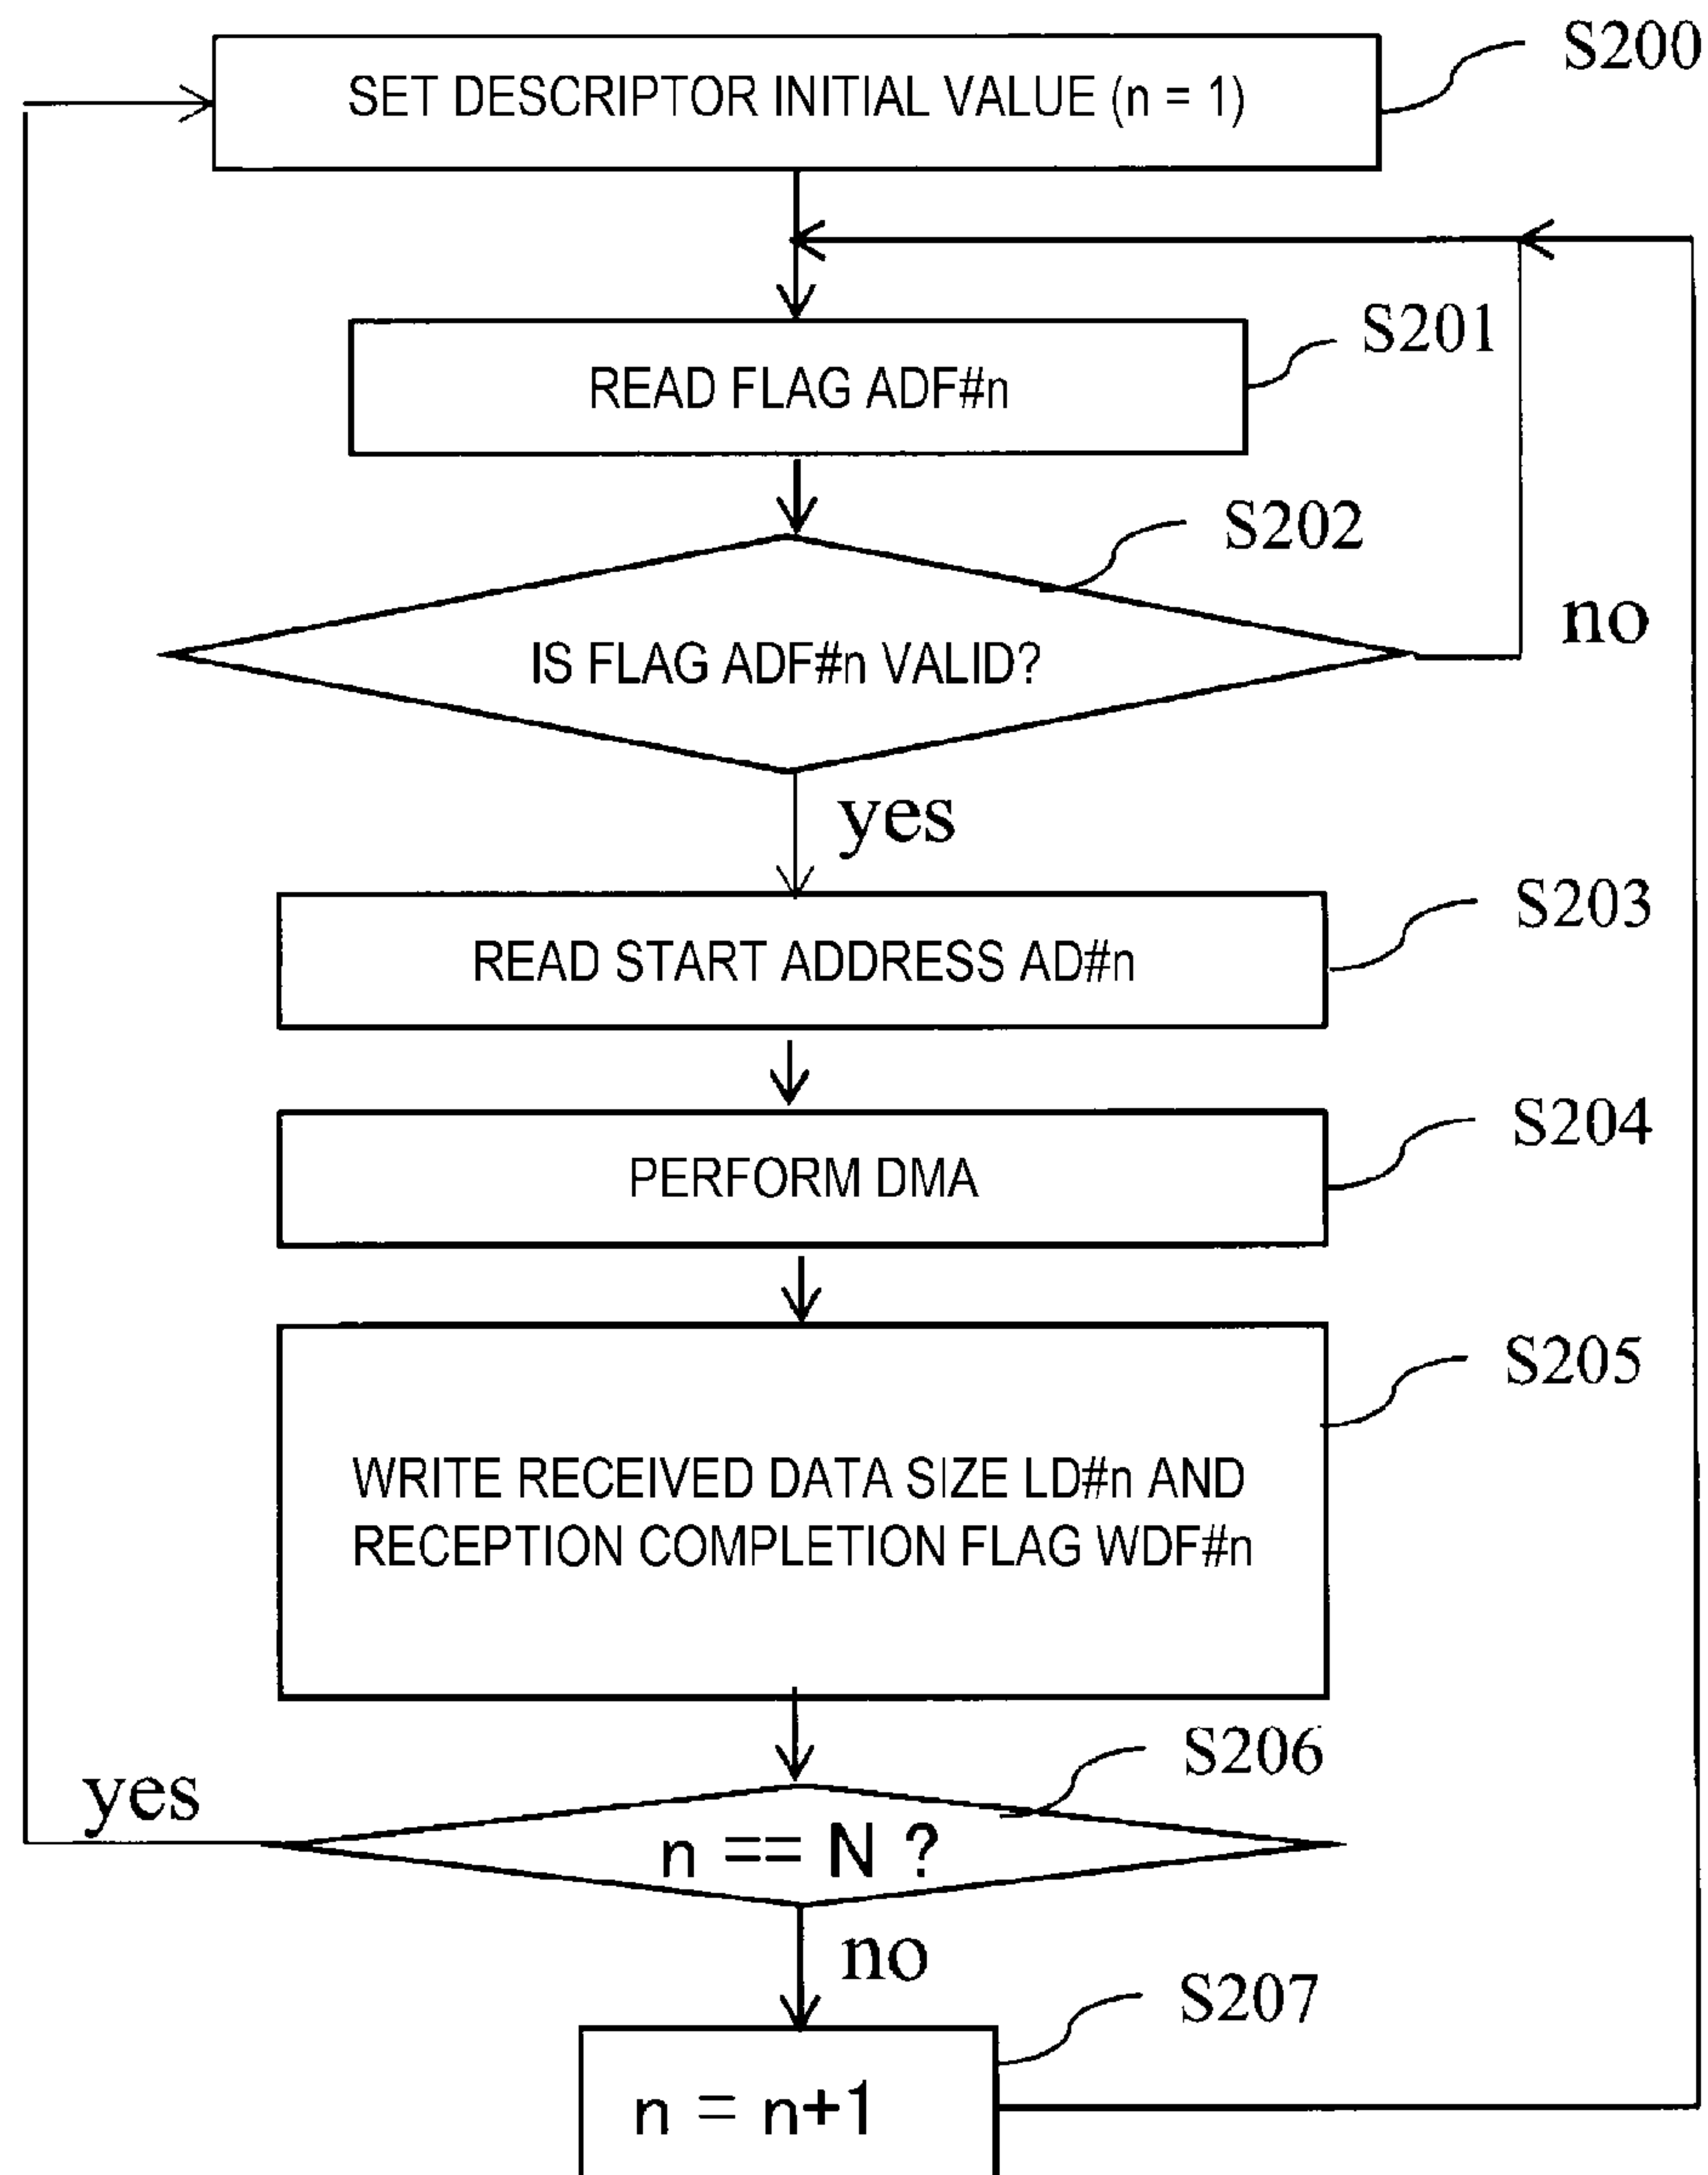 S200
SET DESCRIPTOR INITIAL VALUE (n = 1)
S201
READ FLAG ADF#n
S202
IS FLAG ADF#n VALID?
no
yes
S203
READ START ADDRESS AD#n
S204
PERFORM DMA
S205
WRITE RECEIVED DATA SIZE LD#n AND
RECEPTION COMPLETION FLAG WDF#n
S206
yes
n == N ?
no
S207
n = n+1